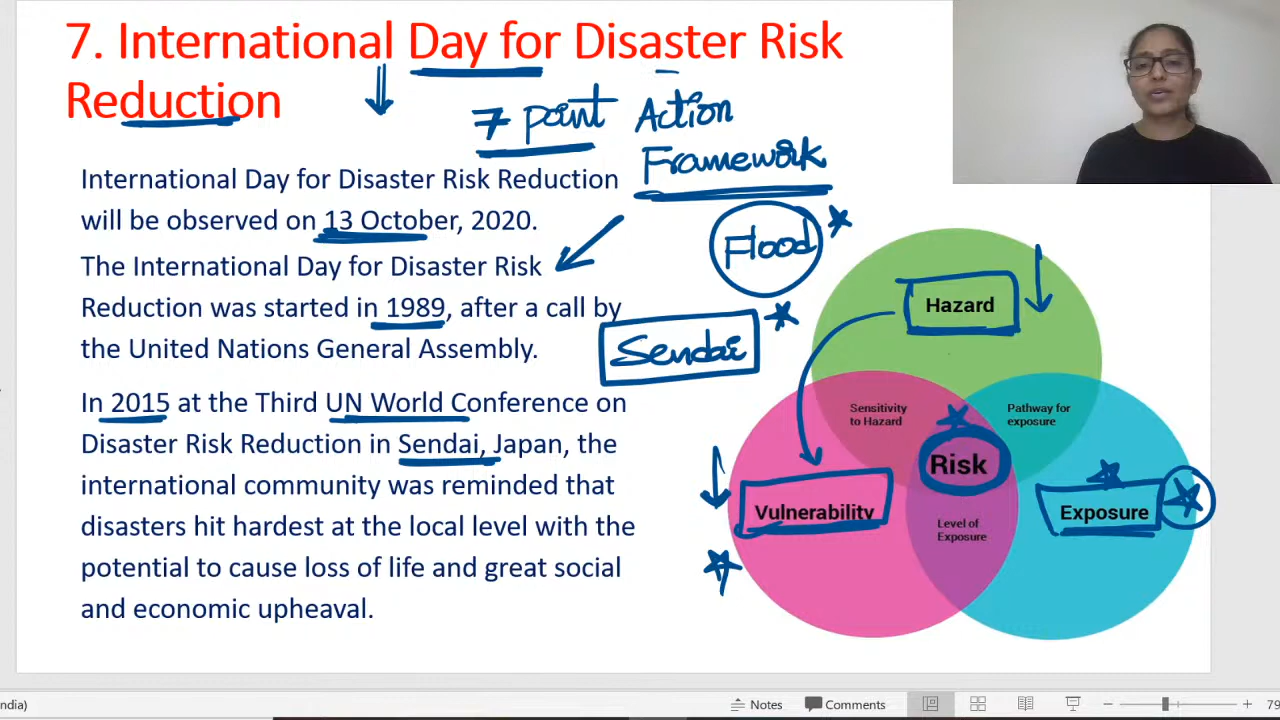 7. International Day for Disaster Risk
Reduction
7 point Action
Framework
International Day for Disaster Risk Reduction
will be observed on 13 October, 2020.
The International Day for Disaster Risk
Reduction was started in 1989, after a call by
the United Nations General Assembly.
In 2015 at the Third UN World Conference on
Disaster Risk Reduction in Sendai, Japan, the
international community was reminded that
disasters hit hardest at the local level with the
potential to cause loss of life and great social
and economic upheaval.
Flood
Sendai
Hazard
Sensitivity
to Hazard
Pathway for
exposure
Risk
Vulnerability
Exposure
Level of
Exposure
ndia)
Notes
Comments
79